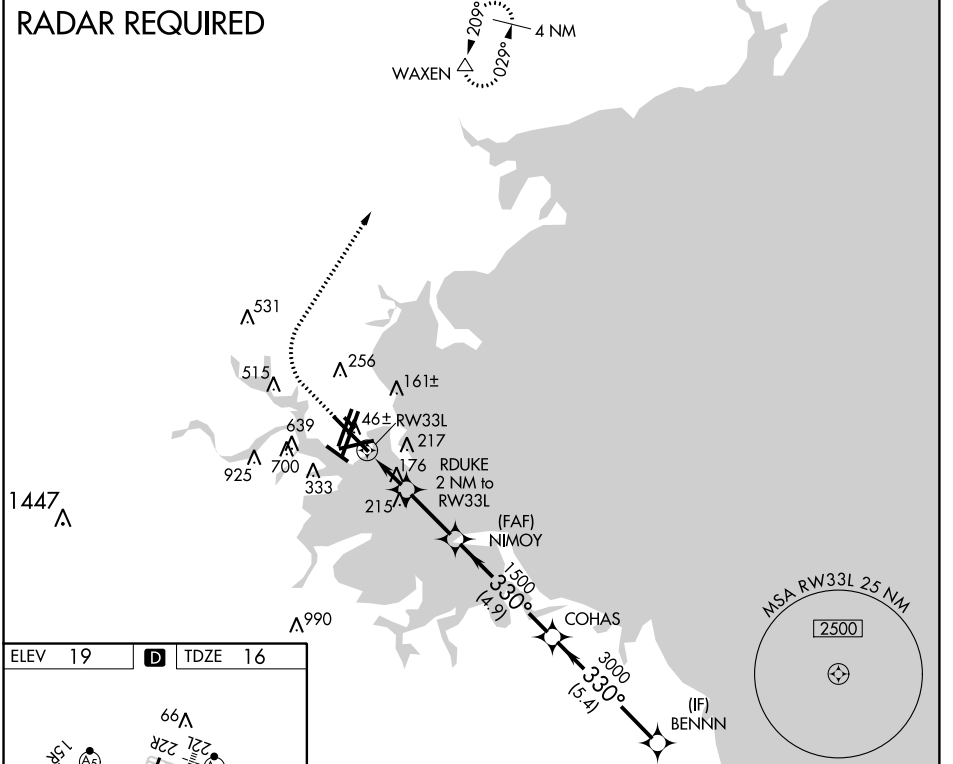 RADAR REQUIRED
209°
029°
4 NM
WAXEN
531
256
515
161±
46±
RW33L
639
217
700
925
333
176
RDUKE
2 NM to
RW33L
215
1447
(FAF)
NIMOY
1500
330°
(4.9)
COHAS
990
3000
330°
(5.4)
(IF)
BENNN
MSA RW33L 25 NM
2500
ELEV 19 D TDZE 16
66
15R
22R
22L
A5